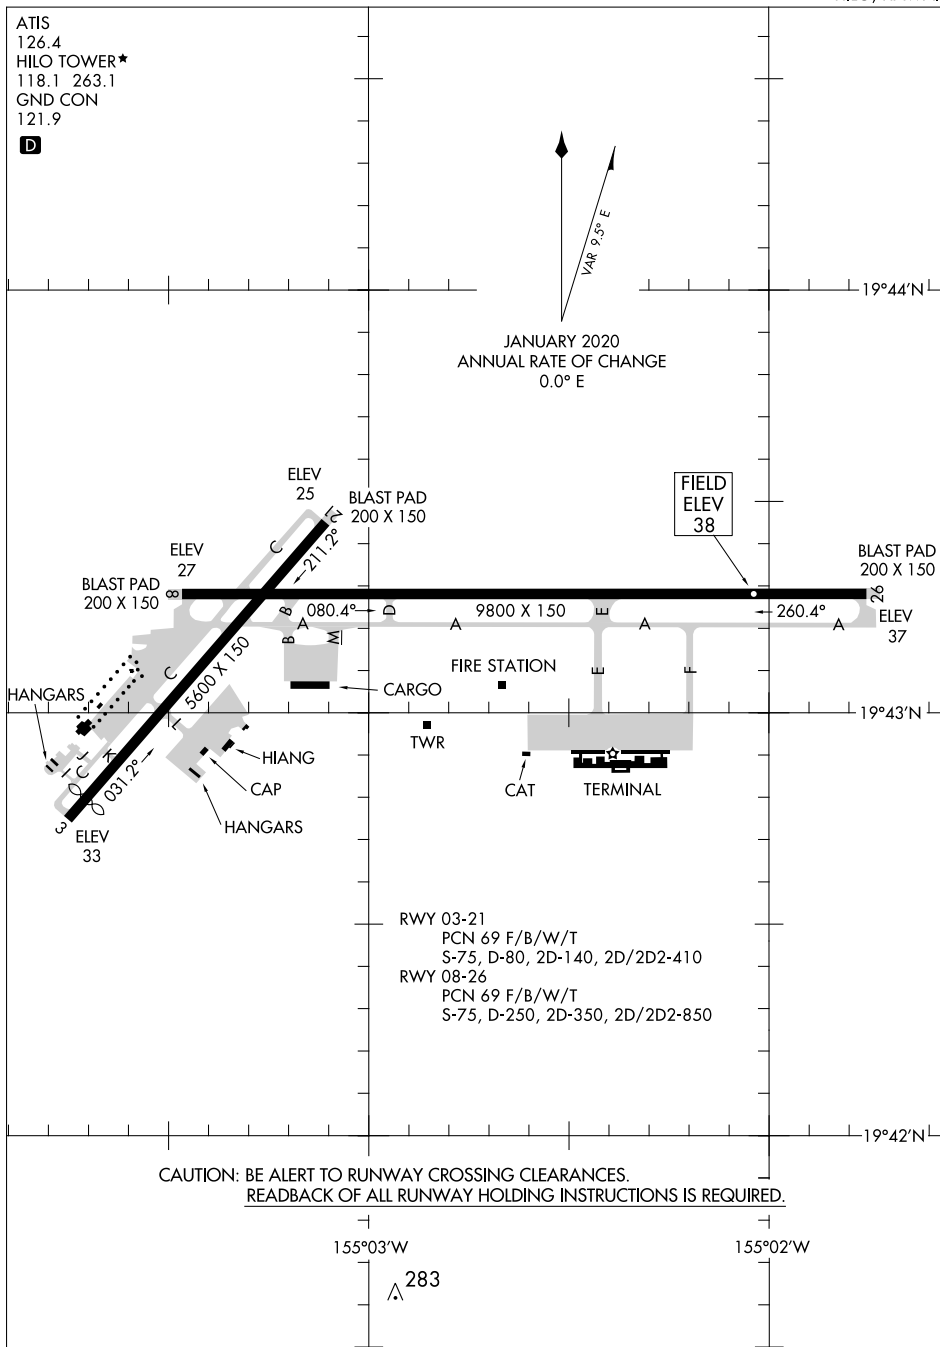 ATIS
126.4
HILO TOWER★
118.1 263.1
GND CON
121.9
D
VAR 9.5° E
19°44'N
JANUARY 2020
ANNUAL RATE OF CHANGE
0.0° E
ELEV
25
21
BLAST PAD
200 X 150
FIELD
ELEV
38
C
211.2°
ELEV
27
BLAST PAD
200 X 150
8
BLAST PAD
200 X 150
26
B
080.4°
D
9800 X 150
E
260.4°
ELEV
37
A
A
A
A
B
M
C
5600 X 150
E
F
FIRE STATION
CARGO
HANGARS
19°43'N
L
TWR
HIANG
CAP
HANGARS
CAT
TERMINAL
J
K
I
C
031.2°
3
ELEV
33
RWY 03-21
PCN 69 F/B/W/T
S-75, D-80, 2D-140, 2D/2D2-410
RWY 08-26
PCN 69 F/B/W/T
S-75, D-250, 2D-350, 2D/2D2-850
19°42'N
CAUTION: BE ALERT TO RUNWAY CROSSING CLEARANCES.
READBACK OF ALL RUNWAY HOLDING INSTRUCTIONS IS REQUIRED.
155°03'W
155°02'W
283